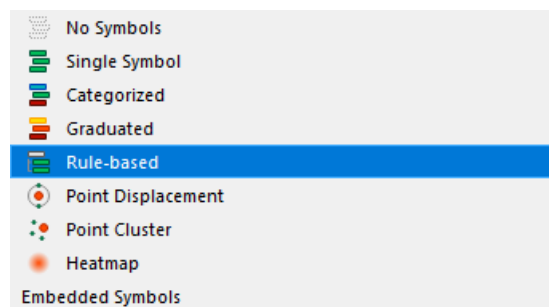 No Symbols
Single Symbol
Categorized
Graduated
Rule-based
Point Displacement
Point Cluster
Heatmap
Embedded Symbols